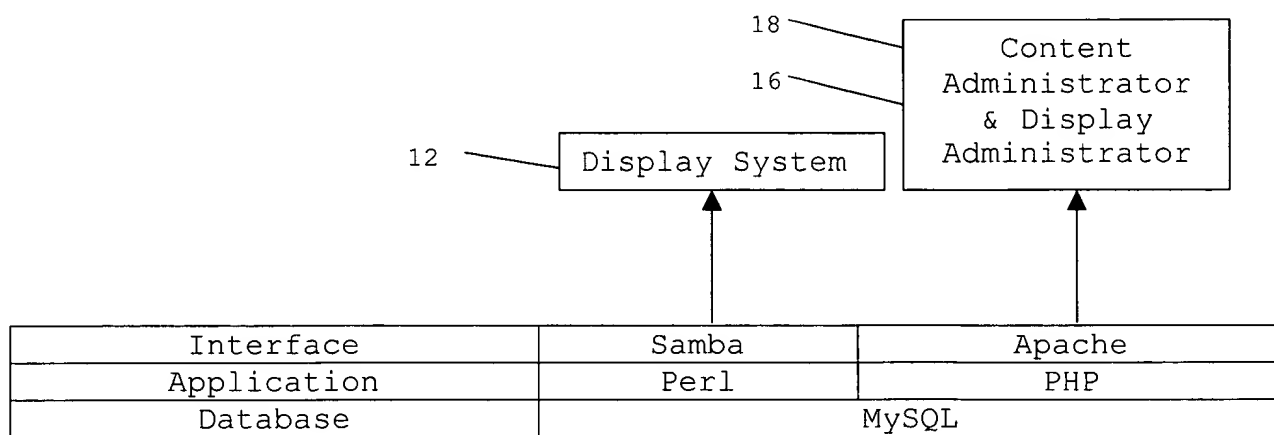 18
Content
Administrator
16
& Display
Administrator
12
Display System
Interface Samba Apache
Application Perl PHP
Database MySQL